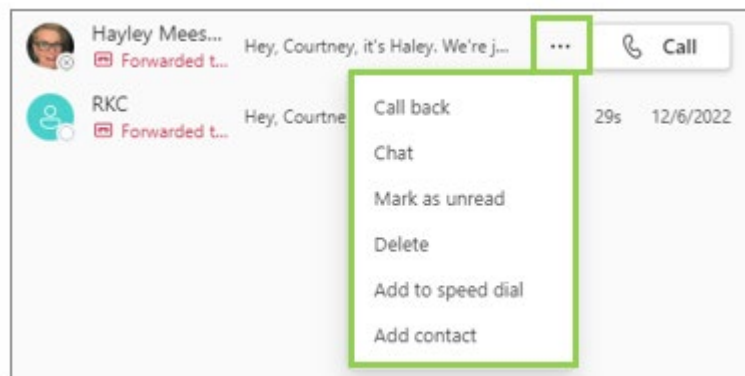 Hayley Mees... Hey, Courtney, it's Haley. We're j... ... Call
Forwarded t...
RKC Hey, Courtne 29s 12/6/2022
Forwarded t...
Call back
Chat
Mark as unread
Delete
Add to speed dial
Add contact